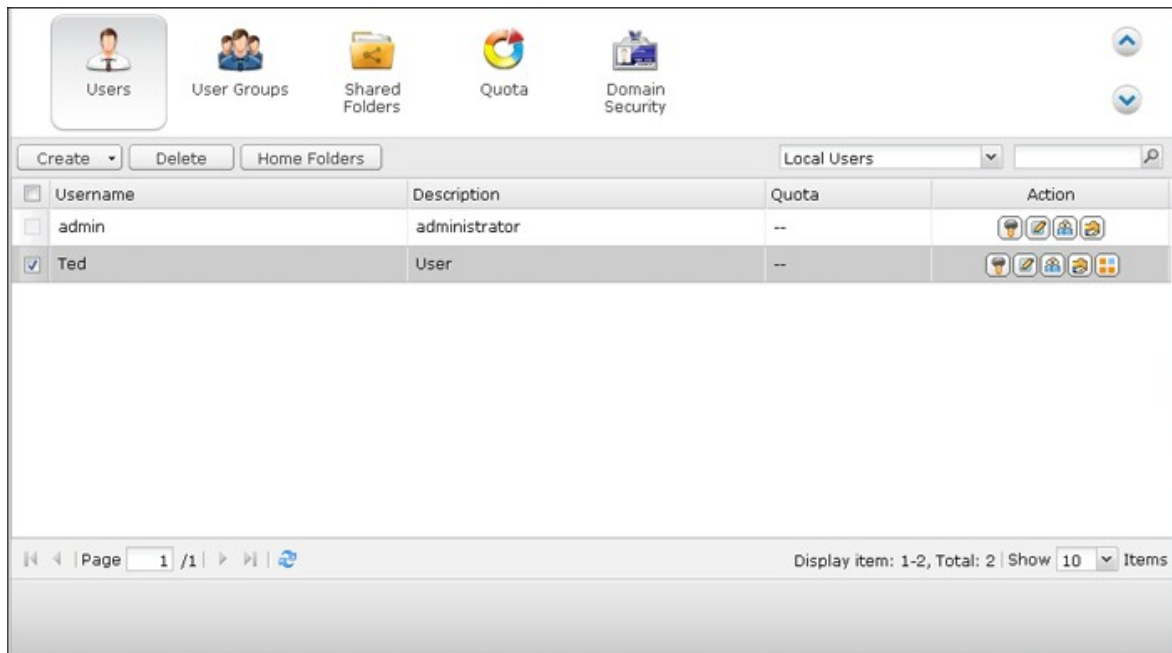 Users
User Groups
Shared
Folders
Quota
Domain
Security
Create
Delete
Home Folders
Local Users
Username
Description
Quota
Action
admin
administrator
--
Ted
User
--
Page 1 /1
Display item: 1-2, Total: 2 | Show 10 Items